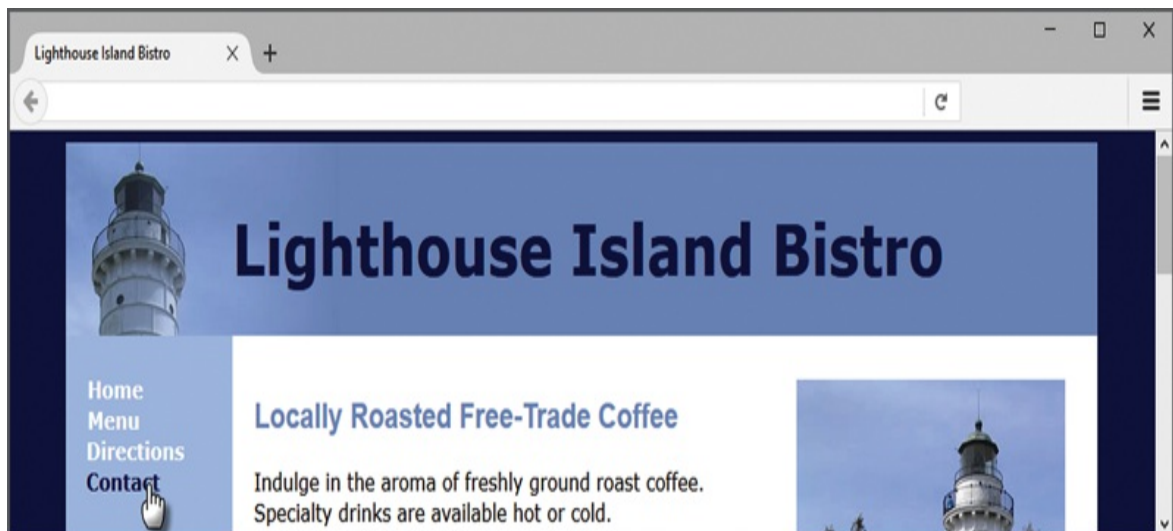 Lighthouse Island Bistro
Lighthouse Island Bistro
Home
Menu
Directions
Contact
Locally Roasted Free-Trade Coffee
Indulge in the aroma of freshly ground roast coffee.
Specialty drinks are available hot or cold.